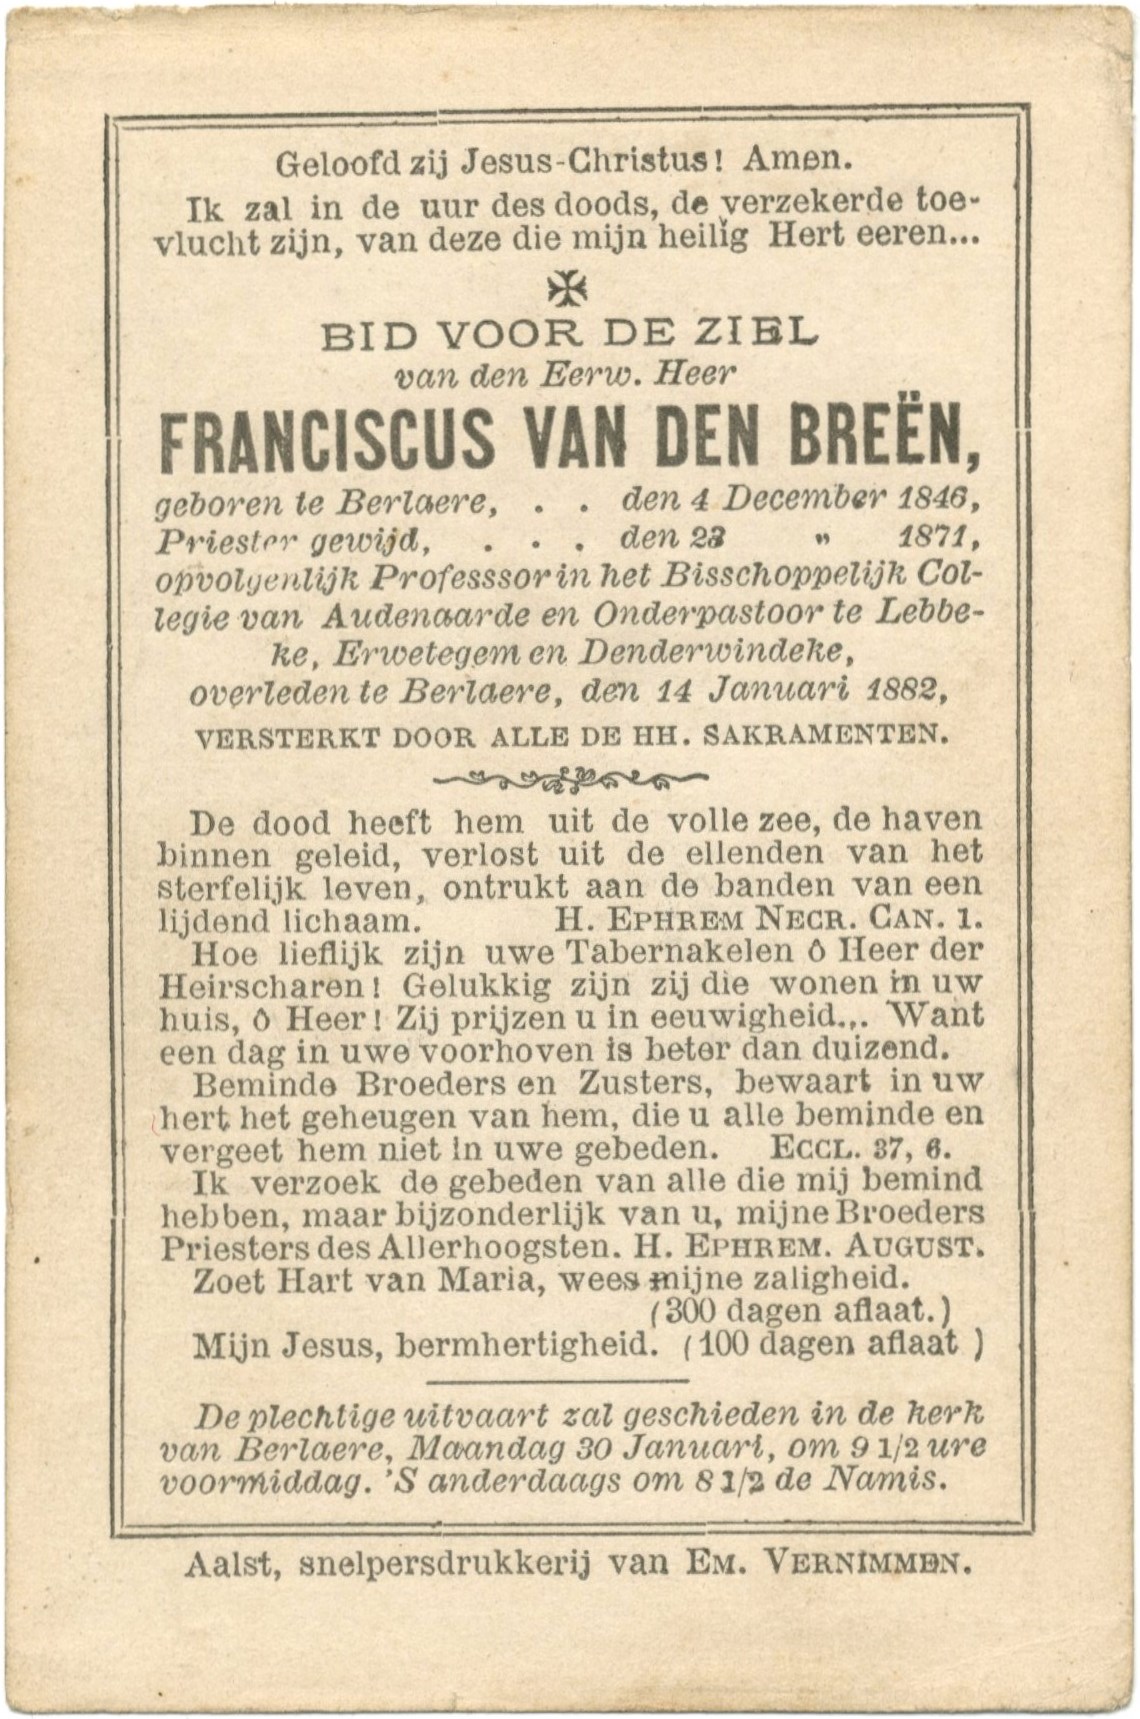 Geloofd zij Jesus-Christus! Amen.
Ik zal in de uur des doods, de verzekerde toe-
vlucht zijn, van deze die mijn heilig Hert eeren...
BID VOOR DE ZIEL
van den Eerw. Heer
FRANCISCUS VAN DEN BREËN,
geboren te Berlaere, . . den 4 December 1846,
Priester gewijd, . . . den 23 „ 1871,
opvolgenlijk Professsor in het Bisschoppelijk Col-
legie van Audenaarde en Onderpastoor te Lebbe-
ke, Erwetegem en Denderwindeke,
overleden te Berlaere, den 14 Januari 1882,
VERSTERKT DOOR ALLE DE HH. SAKRAMENTEN.
De dood heeft hem uit de volle zee, de haven
binnen geleid, verlost uit de ellenden van het
sterfelijk leven, ontrukt aan de banden van een
lijdend lichaam. H. EPHREM NECR. CAN. 1.
Hoe lieflijk zijn uwe Tabernakelen ô Heer der
Heirscharen! Gelukkig zijn zij die wonen in uw
huis, ô Heer! Zij prijzen u in eeuwigheid... Want
een dag in uwe voorhoven is beter dan duizend.
Beminde Broeders en Zusters, bewaart in uw
hert het geheugen van hem, die u alle beminde en
vergeet hem niet in uwe gebeden. ECCL. 37, 6.
Ik verzoek de gebeden van alle die mij bemind
hebben, maar bijzonderlijk van u, mijne Broeders
Priesters des Allerhoogsten. H. EPHREM. AUGUST.
Zoet Hart van Maria, wees mijne zaligheid.
(300 dagen aflaat.)
Mijn Jesus, bermhertigheid. (100 dagen aflaat )
De plechtige uitvaart zal geschieden in de kerk
van Berlaere, Maandag 30 Januari, om 9 1/2 ure
voormiddag. 'S anderdaags om 8 1/2 de Namis.
Aalst, snelpersdrukkerij van EM. VERNIMMEN.